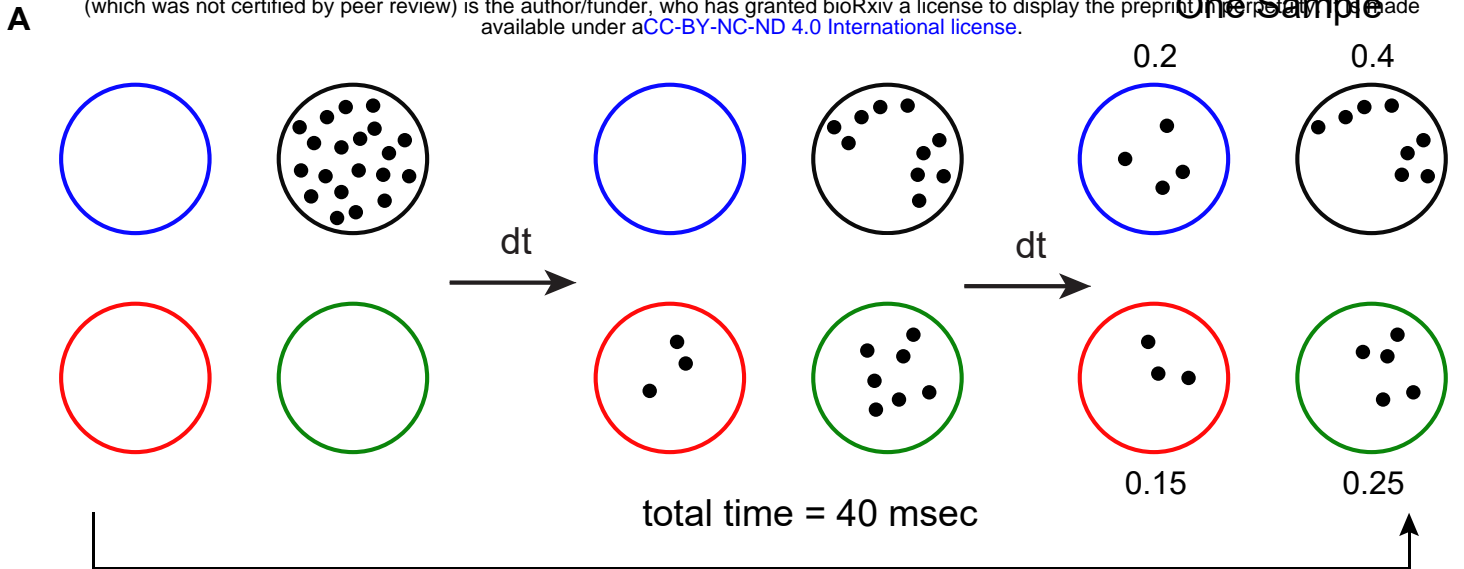 A
(which was not certified by peer review) is the author/funder, who has granted bioRxiv a license to display the preprint in perpetuity. It is made
available under aCC-BY-NC-ND 4.0 International license.
One Sample
0.2 0.4
dt dt
0.15 0.25
total time = 40 msec